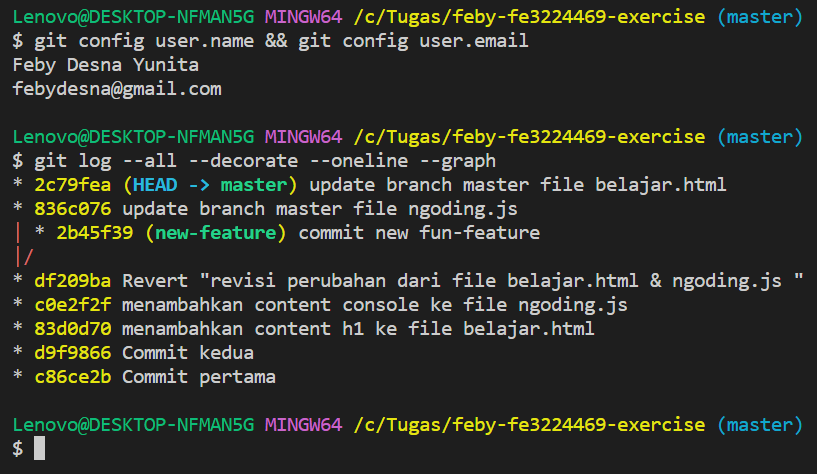 Lenovo@DESKTOP-NFMAN5G MINGW64 /c/Tugas/feby-fe3224469-exercise (master)
$ git config user.name && git config user.email
Feby Desna Yunita
febydesna@gmail.com
Lenovo@DESKTOP-NFMAN5G MINGW64 /c/Tugas/feby-fe3224469-exercise (master)
$ git log --all --decorate --oneline --graph
* 2c79fea (HEAD -> master) update branch master file belajar.html
* 836c076 update branch master file ngoding.js
| * 2b45f39 (new-feature) commit new fun-feature
|/
* df209ba Revert "revisi perubahan dari file belajar.html & ngoding.js "
* c0e2f2f menambahkan content console ke file ngoding.js
* 83d0d70 menambahkan content h1 ke file belajar.html
* d9f9866 Commit kedua
* c86ce2b Commit pertama
Lenovo@DESKTOP-NFMAN5G MINGW64 /c/Tugas/feby-fe3224469-exercise (master)
$